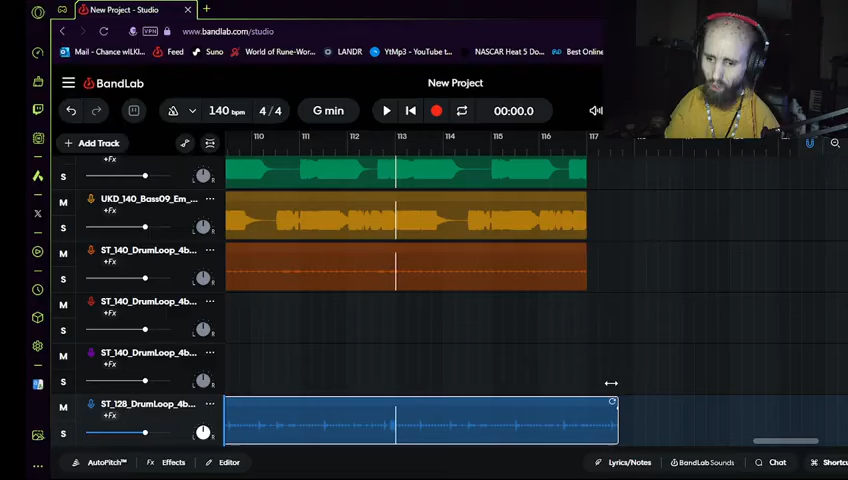 New Project - Studio
VPN
www.bandlab.com/studio
Mail - Chance wILKI...
Feed
Suno
World of Rune-Wor...
LANDR
YtMp3 - YouTube t...
NASCAR Heat 5 Do...
Best Online
BandLab
New Project
140 bpm
4/4
G min
00:00.0
Add Track
110
111
112
113
114
115
116
117
+Fx
S
L R
M
UKD_140_Bass09_Em_...
+Fx
S
L R
M
ST_140_DrumLoop_4b...
+Fx
S
L R
M
ST_140_DrumLoop_4b...
+Fx
S
L R
M
ST_140_DrumLoop_4b...
+Fx
S
L R
M
ST_128_DrumLoop_4b...
+Fx
S
L R
AutoPitch™
Fx Effects
Editor
Lyrics/Notes
BandLab Sounds
Chat
Shortcu